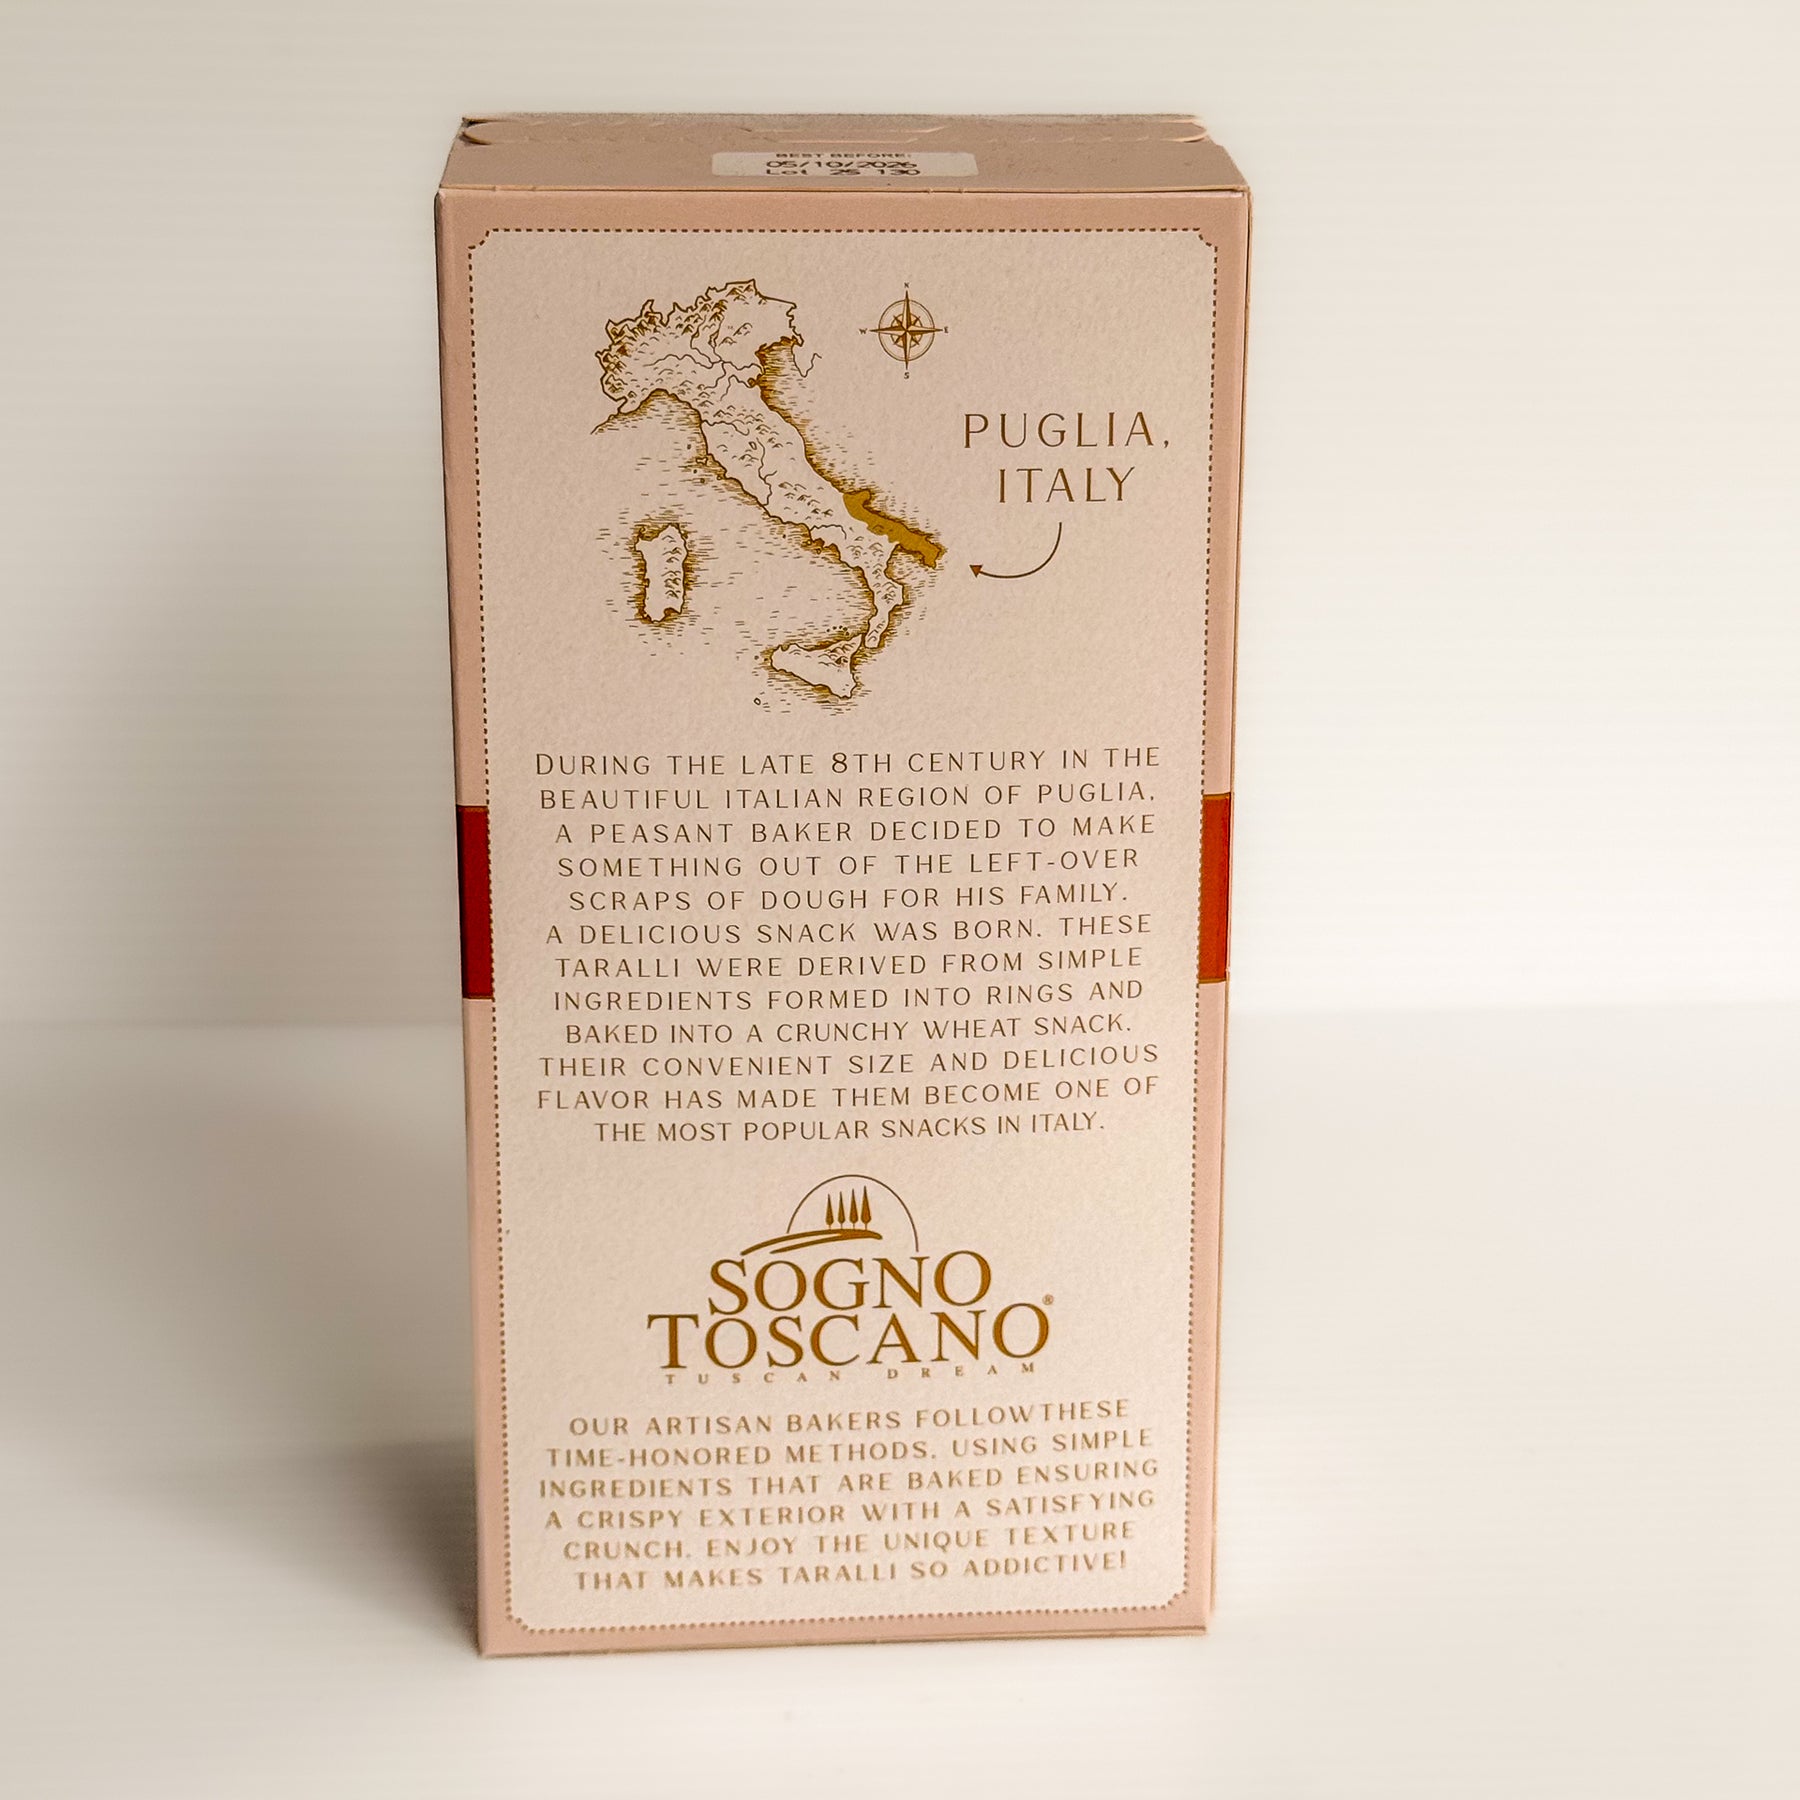 BEST BEFORE:
05/10/2026
Lot 25 130
N
W E
S
PUGLIA,
ITALY
DURING THE LATE 8TH CENTURY IN THE
BEAUTIFUL ITALIAN REGION OF PUGLIA,
A PEASANT BAKER DECIDED TO MAKE
SOMETHING OUT OF THE LEFT-OVER
SCRAPS OF DOUGH FOR HIS FAMILY.
A DELICIOUS SNACK WAS BORN. THESE
TARALLI WERE DERIVED FROM SIMPLE
INGREDIENTS FORMED INTO RINGS AND
BAKED INTO A CRUNCHY WHEAT SNACK.
THEIR CONVENIENT SIZE AND DELICIOUS
FLAVOR HAS MADE THEM BECOME ONE OF
THE MOST POPULAR SNACKS IN ITALY.
SOGNO
TOSCANO®
TUSCAN DREAM
OUR ARTISAN BAKERS FOLLOW THESE
TIME-HONORED METHODS, USING SIMPLE
INGREDIENTS THAT ARE BAKED ENSURING
A CRISPY EXTERIOR WITH A SATISFYING
CRUNCH. ENJOY THE UNIQUE TEXTURE
THAT MAKES TARALLI SO ADDICTIVE!